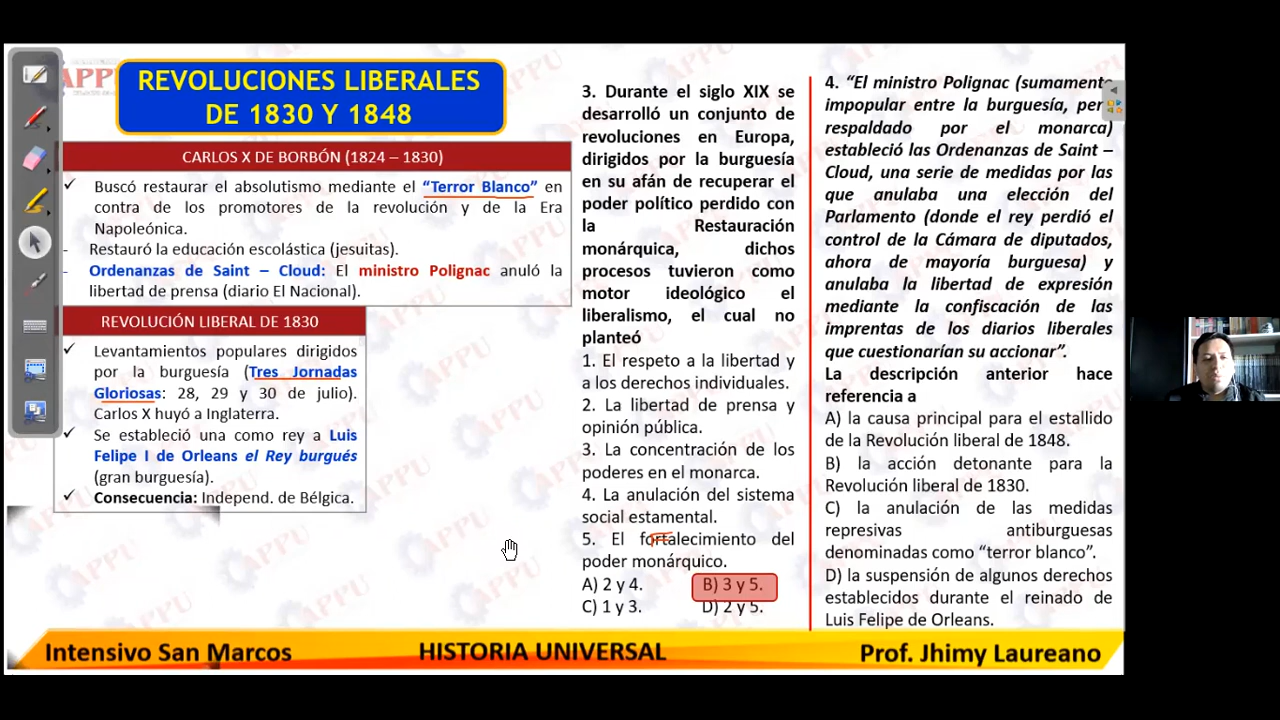 REVOLUCIONES LIBERALES
DE 1830 Y 1848
CARLOS X DE BORBÓN (1824 – 1830)
✓ Buscó restaurar el absolutismo mediante el “Terror Blanco” en
contra de los promotores de la revolución y de la Era
Napoleónica.
- Restauró la educación escolástica (jesuitas).
- Ordenanzas de Saint – Cloud: El ministro Polignac anuló la
libertad de prensa (diario El Nacional).
REVOLUCIÓN LIBERAL DE 1830
✓ Levantamientos populares dirigidos
por la burguesía (Tres Jornadas
Gloriosas: 28, 29 y 30 de julio).
Carlos X huyó a Inglaterra.
✓ Se estableció una como rey a Luis
Felipe I de Orleans el Rey burgués
(gran burguesía).
✓ Consecuencia: Independ. de Bélgica.
3. Durante el siglo XIX se
desarrolló un conjunto de
revoluciones en Europa,
dirigidos por la burguesía
en su afán de recuperar el
poder político perdido con
la Restauración
monárquica, dichos
procesos tuvieron como
motor ideológico el
liberalismo, el cual no
planteó
1. El respeto a la libertad y
a los derechos individuales.
2. La libertad de prensa y
opinión pública.
3. La concentración de los
poderes en el monarca.
4. La anulación del sistema
social estamental.
5. El fortalecimiento del
poder monárquico.
A) 2 y 4. B) 3 y 5.
C) 1 y 3. D) 2 y 5.
4. “El ministro Polignac (sumamente
impopular entre la burguesía, per
respaldado por el monarca)
estableció las Ordenanzas de Saint –
Cloud, una serie de medidas por las
que anulaba una elección del
Parlamento (donde el rey perdió el
control de la Cámara de diputados,
ahora de mayoría burguesa) y
anulaba la libertad de expresión
mediante la confiscación de las
imprentas de los diarios liberales
que cuestionarían su accionar”.
La descripción anterior hace
referencia a
A) la causa principal para el estallido
de la Revolución liberal de 1848.
B) la acción detonante para la
Revolución liberal de 1830.
C) la anulación de las medidas
represivas antiburguesas
denominadas como “terror blanco”.
D) la suspensión de algunos derechos
establecidos durante el reinado de
Luis Felipe de Orleans.
Intensivo San Marcos HISTORIA UNIVERSAL Prof. Jhimy Laureano